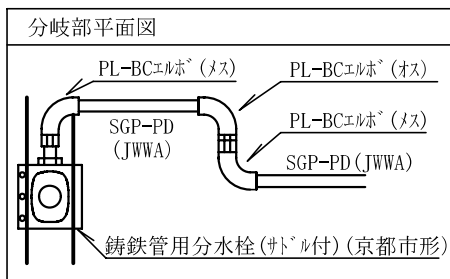 分岐部平面図
PL-BCエルボ(メス)
PL-BCエルボ(オス)
SGP-PD
(JWWA)
PL-BCエルボ(メス)
SGP-PD(JWWA)
鋳鉄管用分水栓(サドル付)(京都市形)